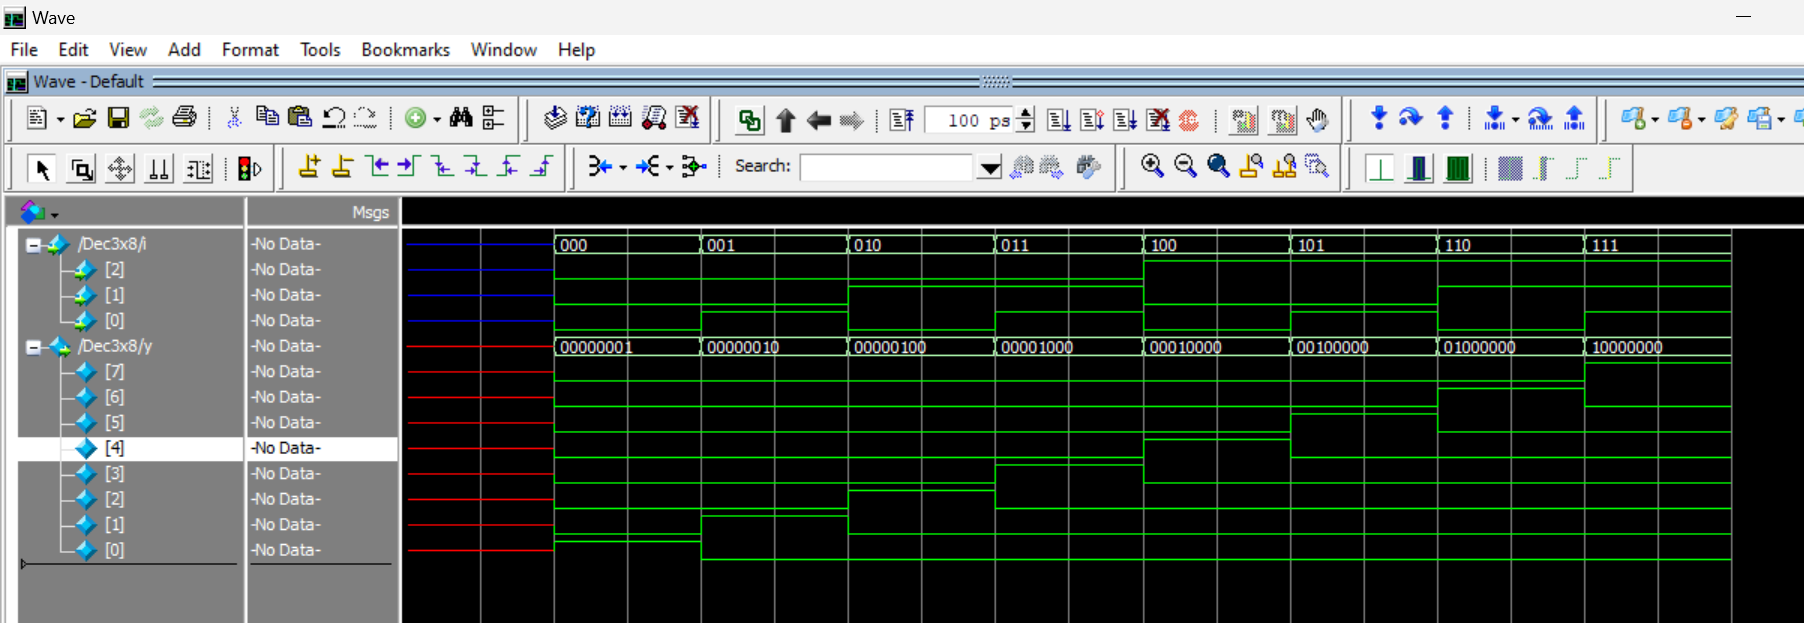 Wave
File Edit View Add Format Tools Bookmarks Window Help
Wave - Default
100 ps
Search:
Msgs
/Dec3x8/i -No Data- 000 001 010 011 100 101 110 111
[2] -No Data-
[1] -No Data-
[0] -No Data-
/Dec3x8/y -No Data- 00000001 00000010 00000100 00001000 00010000 00100000 01000000 10000000
[7] -No Data-
[6] -No Data-
[5] -No Data-
[4] -No Data-
[3] -No Data-
[2] -No Data-
[1] -No Data-
[0] -No Data-